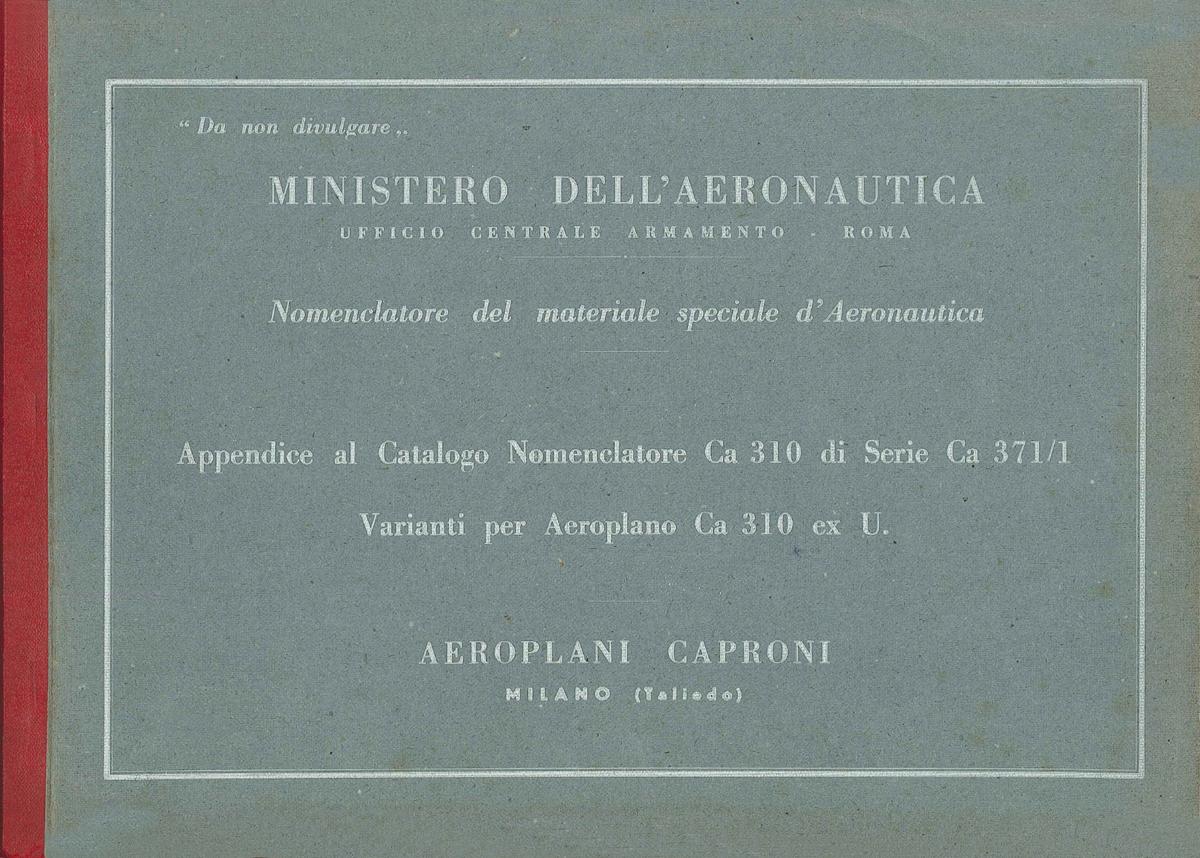 “ Da non divulgare „
MINISTERO DELL’AERONAUTICA
UFFICIO CENTRALE ARMAMENTO - ROMA
Nomenclatore del materiale speciale d’Aeronautica
Appendice al Catalogo Nomenclatore Ca 310 di Serie Ca 371/1
Varianti per Aeroplano Ca 310 ex U.
AEROPLANI CAPRONI
MILANO (Taliedo)